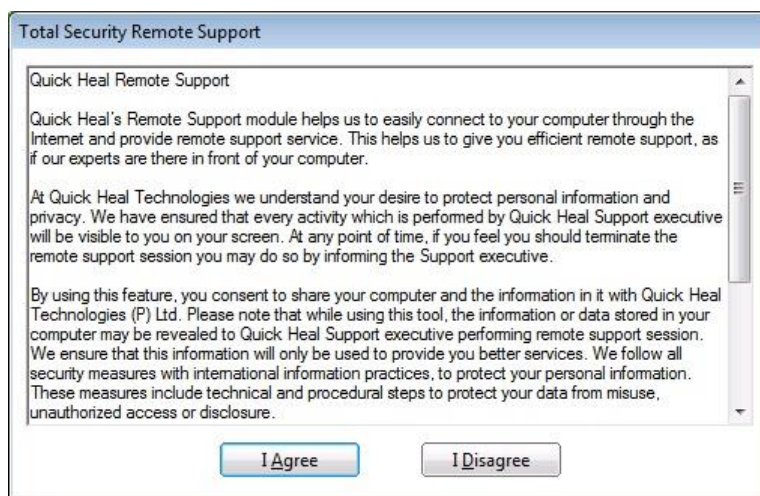 Total Security Remote Support
Quick Heal Remote Support
Quick Heal's Remote Support module helps us to easily connect to your computer through the
Internet and provide remote support service. This helps us to give you efficient remote support, as
if our experts are there in front of your computer.
At Quick Heal Technologies we understand your desire to protect personal information and
privacy. We have ensured that every activity which is performed by Quick Heal Support executive
will be visible to you on your screen. At any point of time, if you feel you should terminate the
remote support session you may do so by informing the Support executive.
By using this feature, you consent to share your computer and the information in it with Quick Heal
Technologies (P) Ltd. Please note that while using this tool, the information or data stored in your
computer may be revealed to Quick Heal Support executive performing remote support session.
We ensure that this information will only be used to provide you better services. We follow all
security measures with international information practices, to protect your personal information.
These measures include technical and procedural steps to protect your data from misuse,
unauthorized access or disclosure.
I Agree
I Disagree